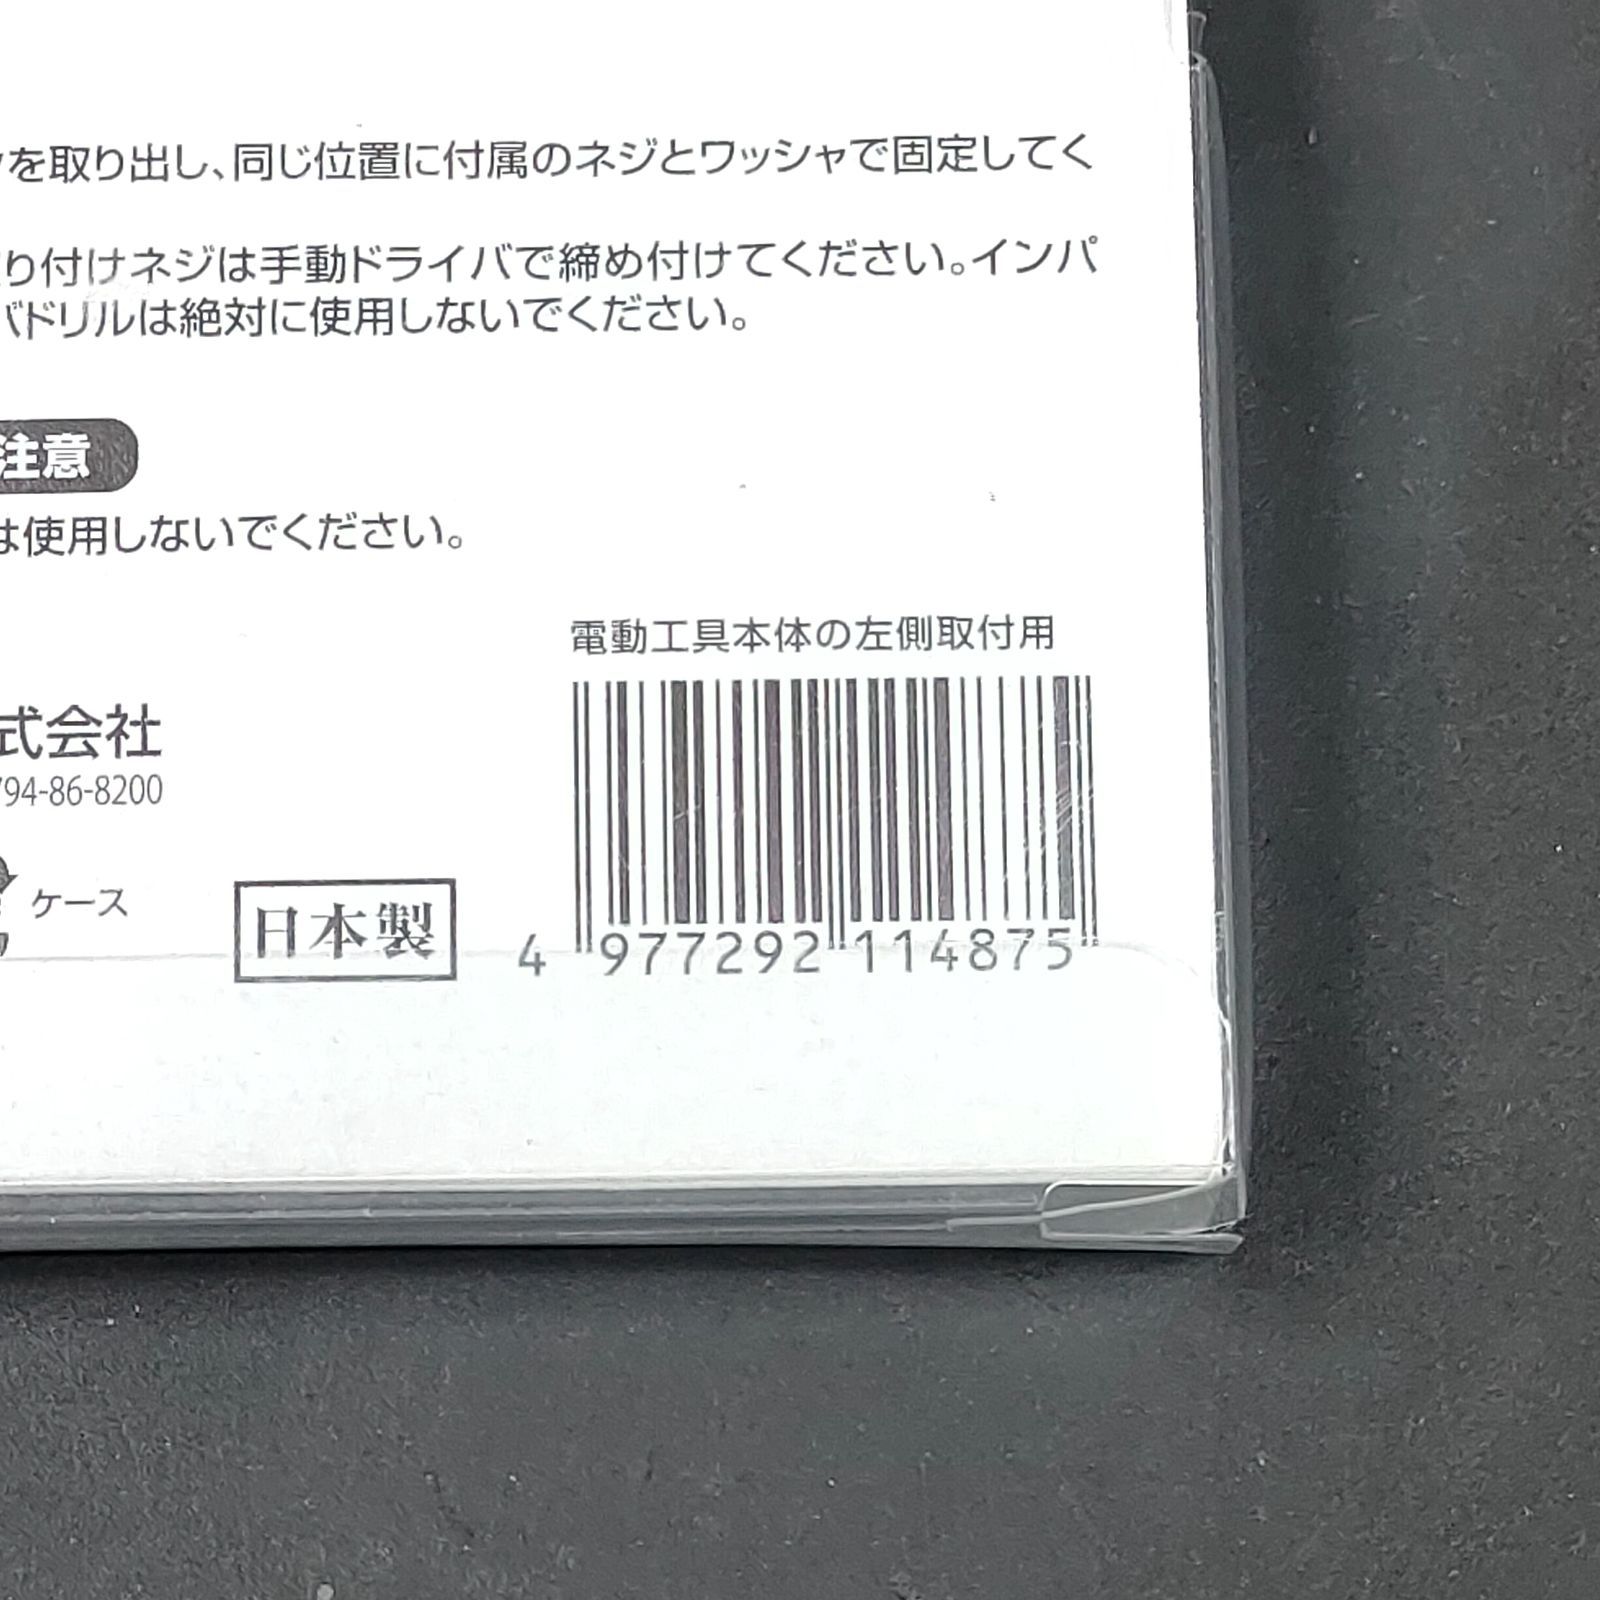 を取り出し、同じ位置に付属のネジとワッシャで固定してく
り付けネジは手動ドライバで締め付けてください。インパ
バドリルは絶対に使用しないでください。
注意
は使用しないでください。
電動工具本体の左側取付用
式会社
794-86-8200
ケース
日本製
4 977292 114875